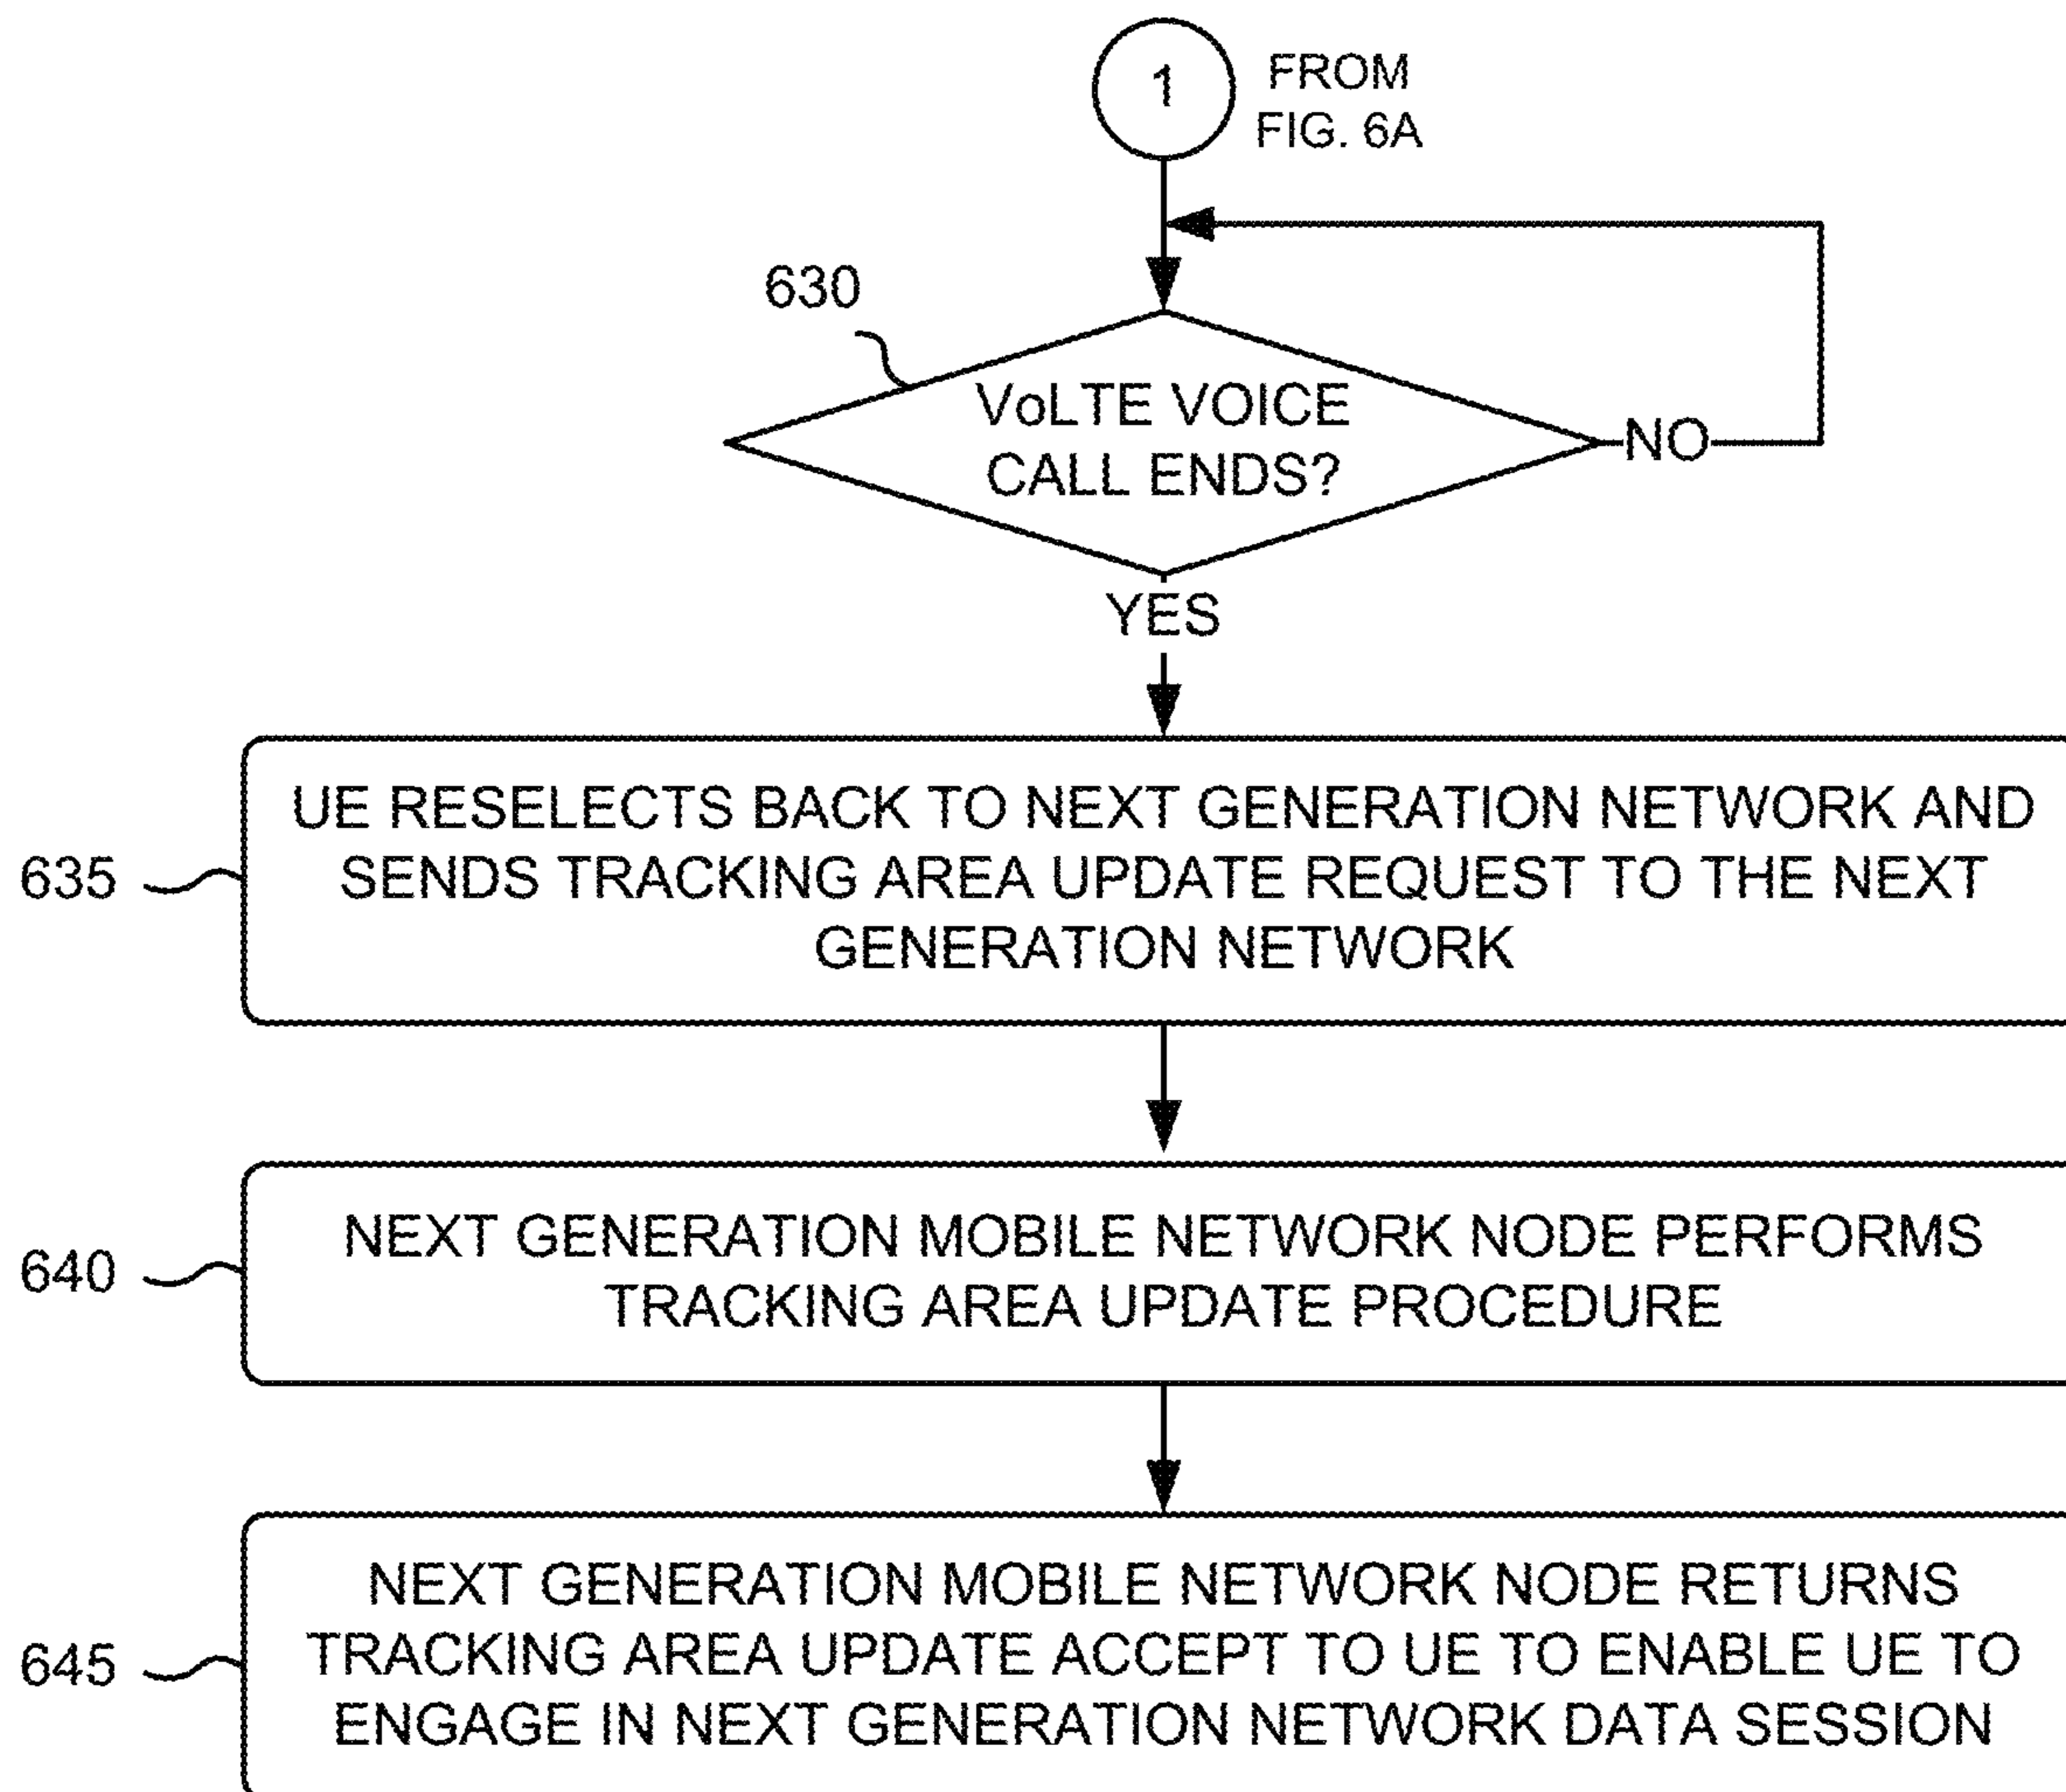 1
FROM
FIG. 6A
630
VoLTE VOICE
CALL ENDS?
NO
YES
635
UE RESELECTS BACK TO NEXT GENERATION NETWORK AND
SENDS TRACKING AREA UPDATE REQUEST TO THE NEXT
GENERATION NETWORK
640
NEXT GENERATION MOBILE NETWORK NODE PERFORMS
TRACKING AREA UPDATE PROCEDURE
645
NEXT GENERATION MOBILE NETWORK NODE RETURNS
TRACKING AREA UPDATE ACCEPT TO UE TO ENABLE UE TO
ENGAGE IN NEXT GENERATION NETWORK DATA SESSION